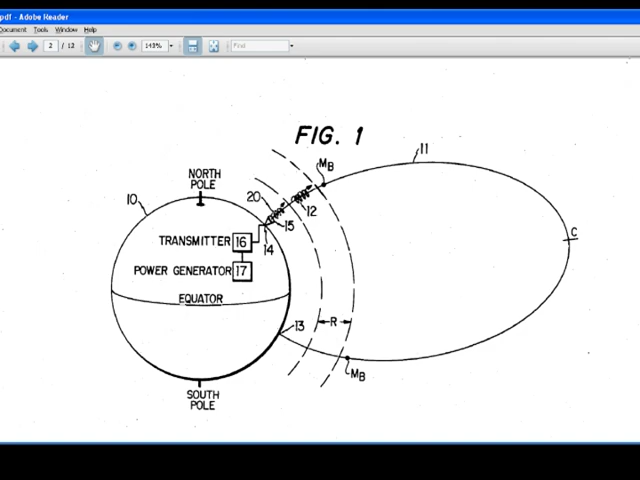 .pdf - Adobe Reader
Document Tools Window Help
2 / 12 143% Find
FIG. 1
11
MB
NORTH
POLE
10
20
12
15
C
TRANSMITTER 16
14
POWER GENERATOR 17
EQUATOR
R
13
MB
SOUTH
POLE